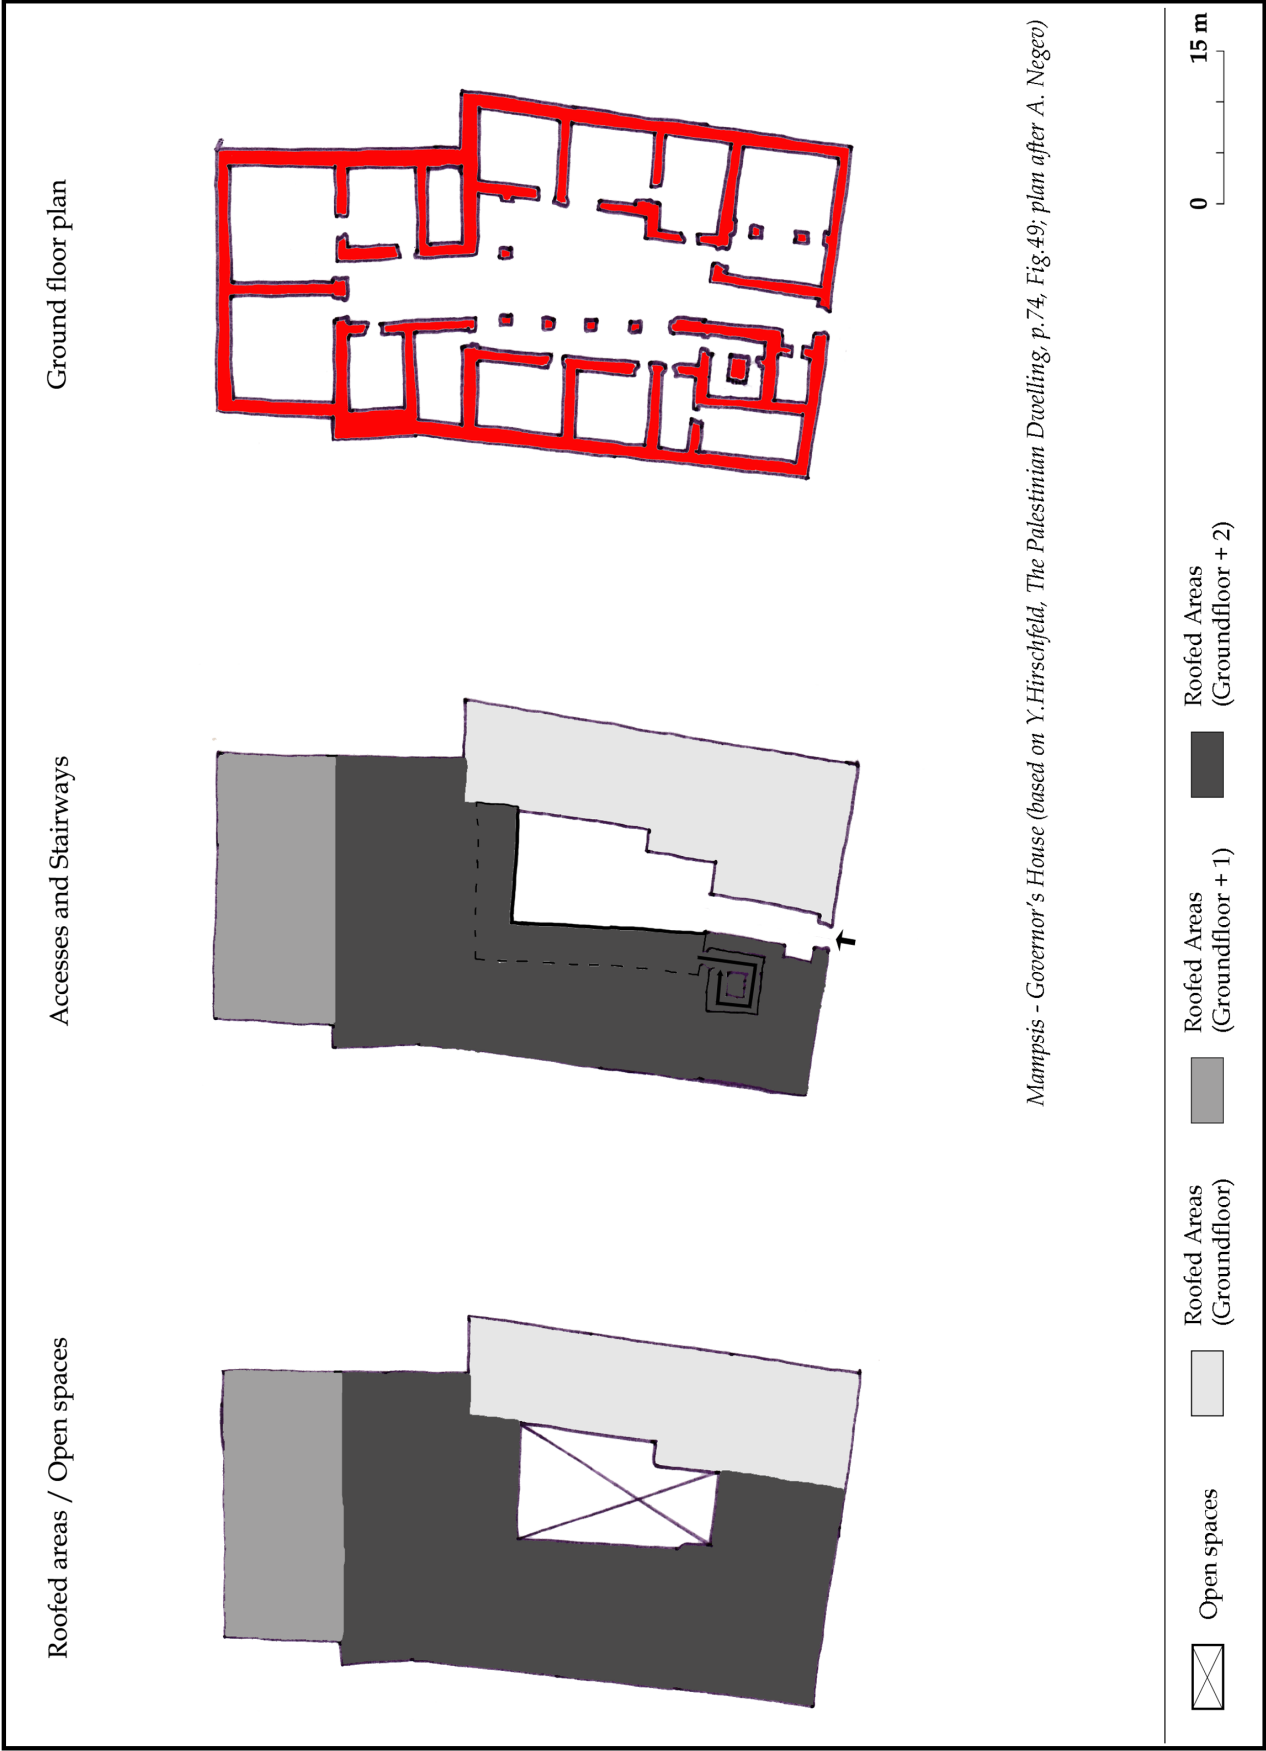 Roofed areas / Open spaces
Accesses and Stairways
Ground floor plan
Mampsis - Governor's House (based on Y.Hirschfeld, The Palestinian Dwelling, p.74, Fig.49; plan after A. Negev)
Open spaces
Roofed Areas
(Groundfloor)
Roofed Areas
(Groundfloor + 1)
Roofed Areas
(Groundfloor + 2)
0 15 m